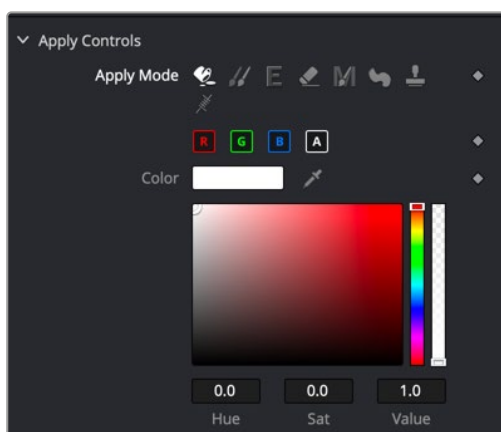 Apply Controls
Apply Mode
R G B A
Color
0.0 0.0 1.0
Hue Sat Value